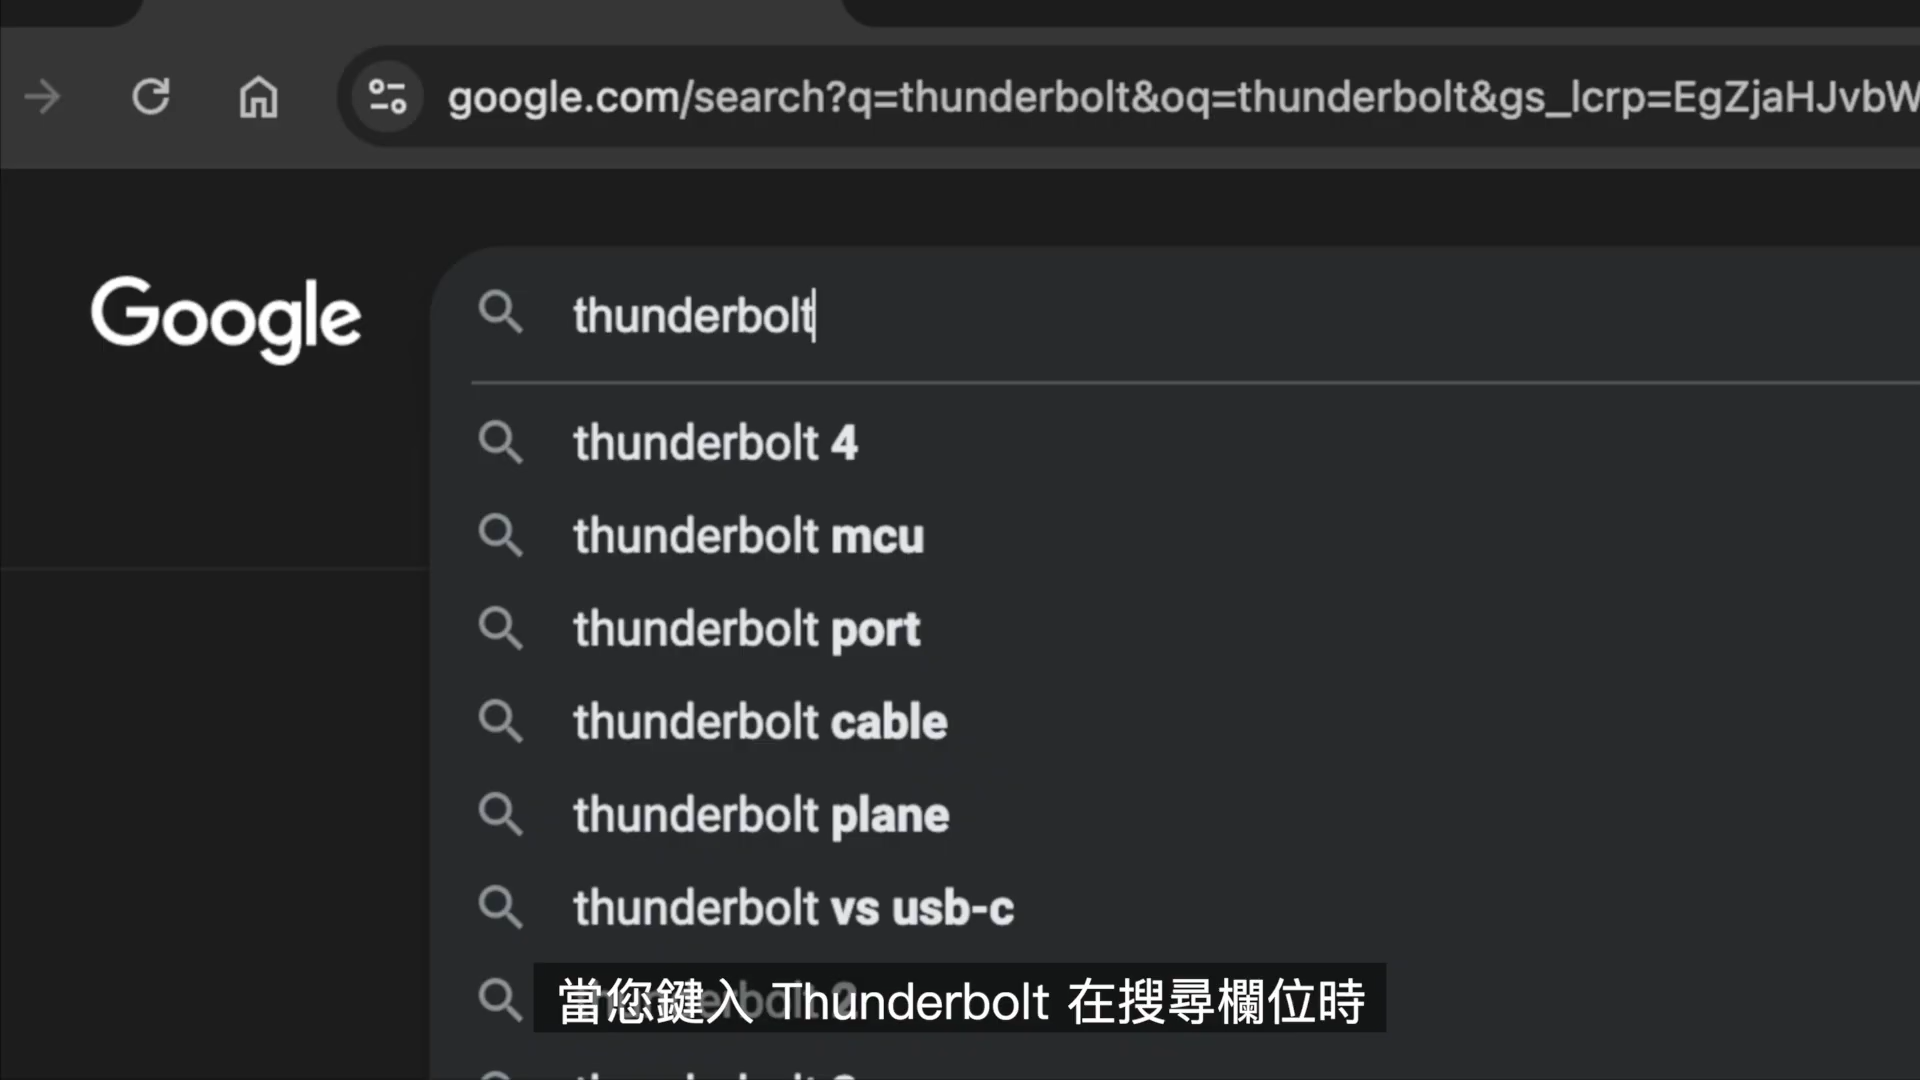 google.com/search?q=thunderbolt&oq=thunderbolt&gs_lcrp=EgZjaHJvbW
Google
thunderbolt
thunderbolt 4
thunderbolt mcu
thunderbolt port
thunderbolt cable
thunderbolt plane
thunderbolt vs usb-c
當您鍵入 Thunderbolt 在搜尋欄位時